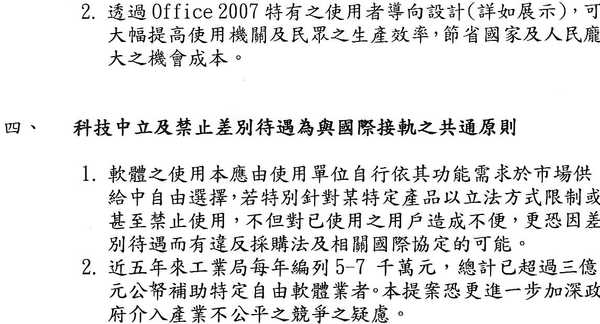 2. 透過Office 2007特有之使用者導向設計(詳如展示),可
大幅提高使用機關及民眾之生產效率,節省國家及人民龐
大之機會成本。
四、 科技中立及禁止差別待遇為與國際接軌之共通原則
1. 軟體之使用本應由使用單位自行依其功能需求於市場供
給中自由選擇,若特別針對某特定產品以立法方式限制或
甚至禁止使用,不但對已使用之用戶造成不便,更恐因差
別待遇而有違反採購法及相關國際協定的可能。
2. 近五年來工業局每年編列5-7 千萬元,總計已超過三億
元公帑補助特定自由軟體業者。本提案恐更進一步加深政
府介入產業不公平之競爭之疑慮。